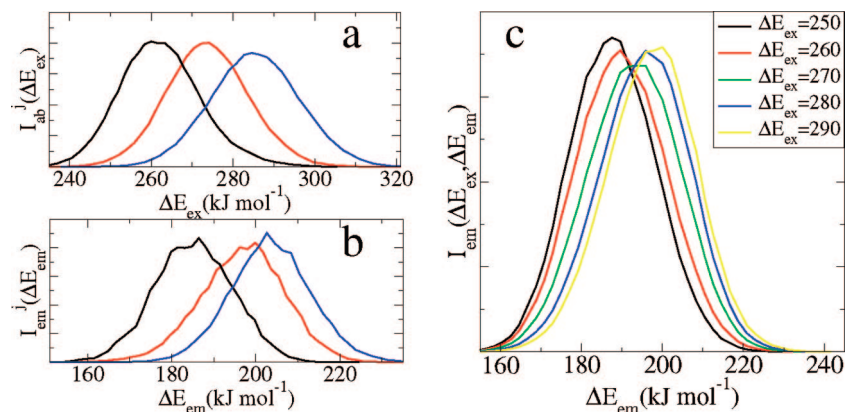 a
I_ab^j(ΔE_ex)
240 260 280 300 320
ΔE_ex(kJ mol⁻¹)
b
I_em^j(ΔE_em)
160 180 200 220
ΔE_em(kJ mol⁻¹)
c
I_em(ΔE_ex,ΔE_em)
ΔE_ex=250
ΔE_ex=260
ΔE_ex=270
ΔE_ex=280
ΔE_ex=290
160 180 200 220 240
ΔE_em(kJ mol⁻¹)